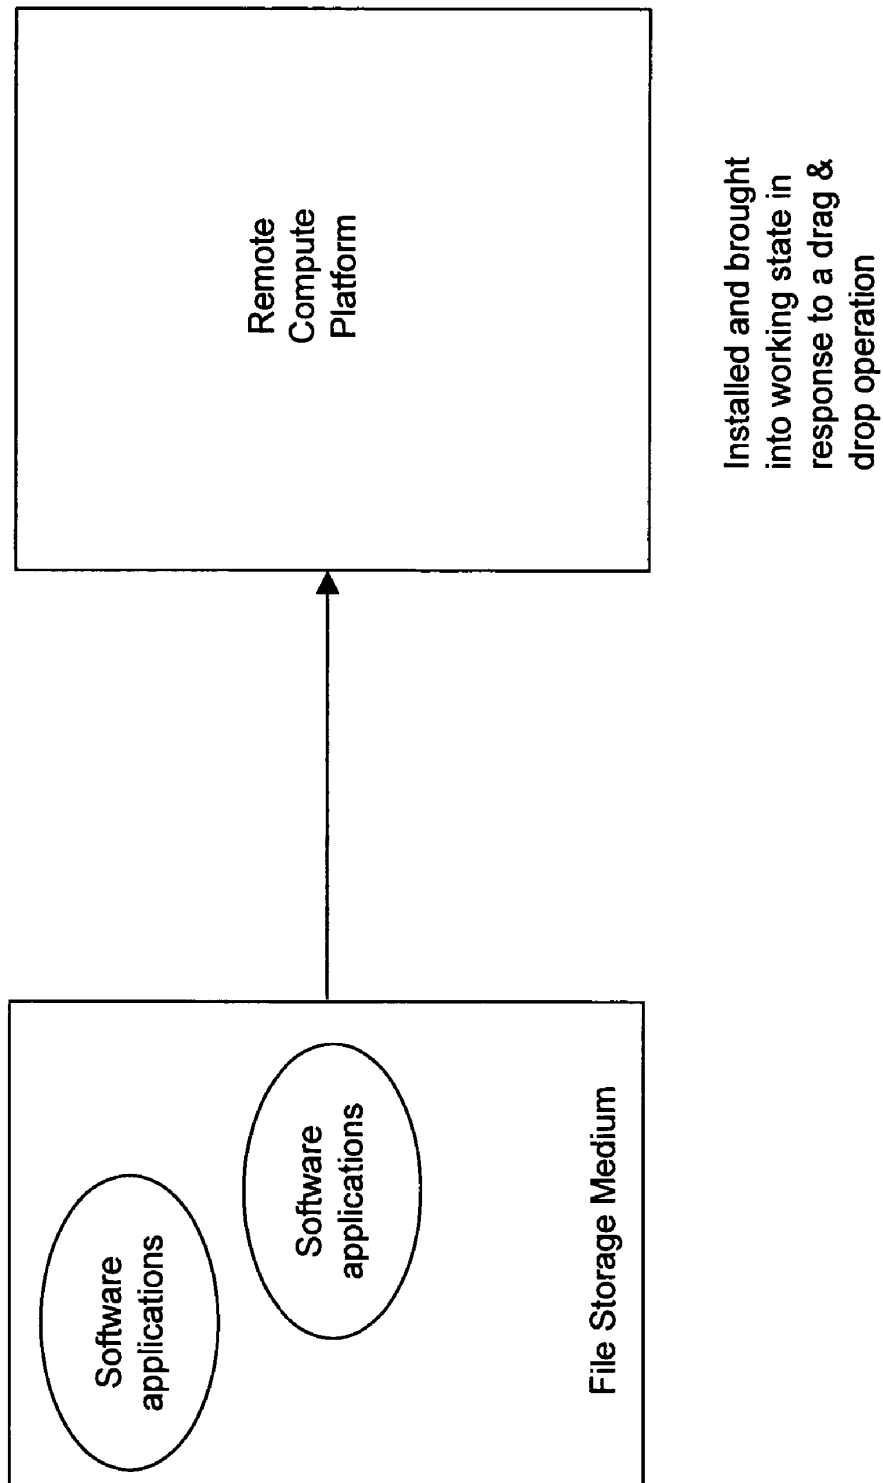 Software
applications
Software
applications
File Storage Medium
Remote
Compute
Platform
Installed and brought
into working state in
response to a drag &
drop operation